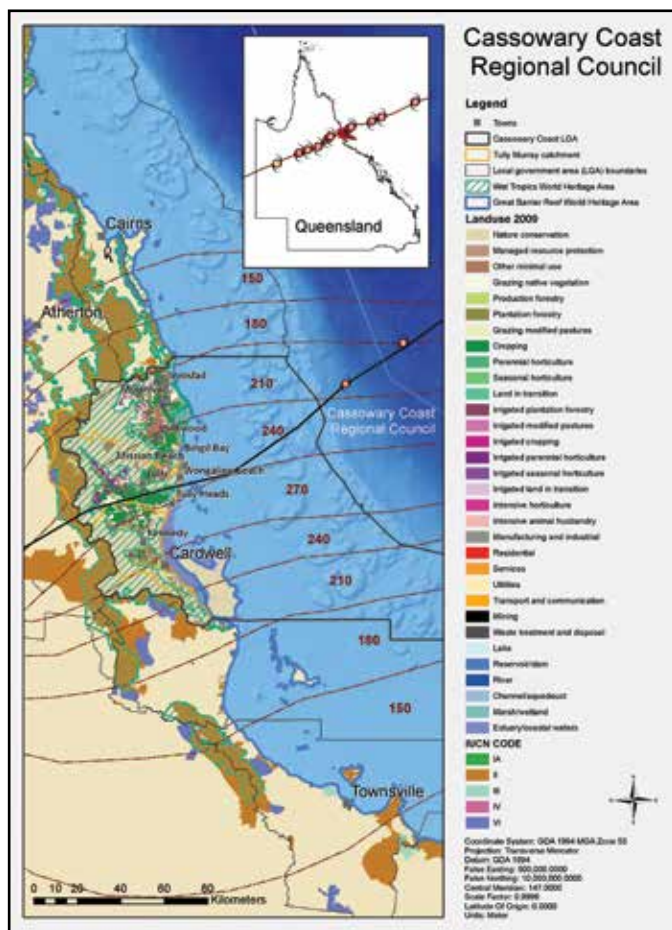 Cassowary Coast
Regional Council
Legend
Towns
Cassowary Coast LGA
Tully Murray catchment
Local government area (LGA) boundaries
Wet Tropics World Heritage Area
Great Barrier Reef World Heritage Area
Landuse 2009
Nature conservation
Managed resource protection
Other minimal use
Grazing native vegetation
Production forestry
Plantation forestry
Grazing modified pastures
Cropping
Perennial horticulture
Seasonal horticulture
Land in transition
Irrigated plantation forestry
Irrigated modified pastures
Irrigated cropping
Irrigated perennial horticulture
Irrigated seasonal horticulture
Irrigated land in transition
Intensive horticulture
Intensive animal husbandry
Manufacturing and industrial
Residential
Services
Utilities
Transport and communication
Mining
Waste treatment and disposal
Lake
Reservoir/dam
River
Channel/aqueduct
Marsh/wetland
Estuary/coastal waters
IUCN CODE
IA
II
III
IV
VI
Coordinate System: GDA 1994 MGA Zone 55
Projection: Transverse Mercator
Datum: GDA 1994
False Easting: 500,000.0000
False Northing: 10,000,000.0000
Central Meridian: 147.0000
Scale Factor: 0.9996
Latitude Of Origin: 0.0000
Units: Meter
Queensland
Cairns
Atherton
150
180
210
240
Cassowary Coast
Regional Council
Bingil Bay
Mission Beach
Wongaling Beach
Tully
Tully Heads
270
Kennedy
Cardwell
240
210
180
150
Townsville
0 10 20 40 60 80
Kilometers